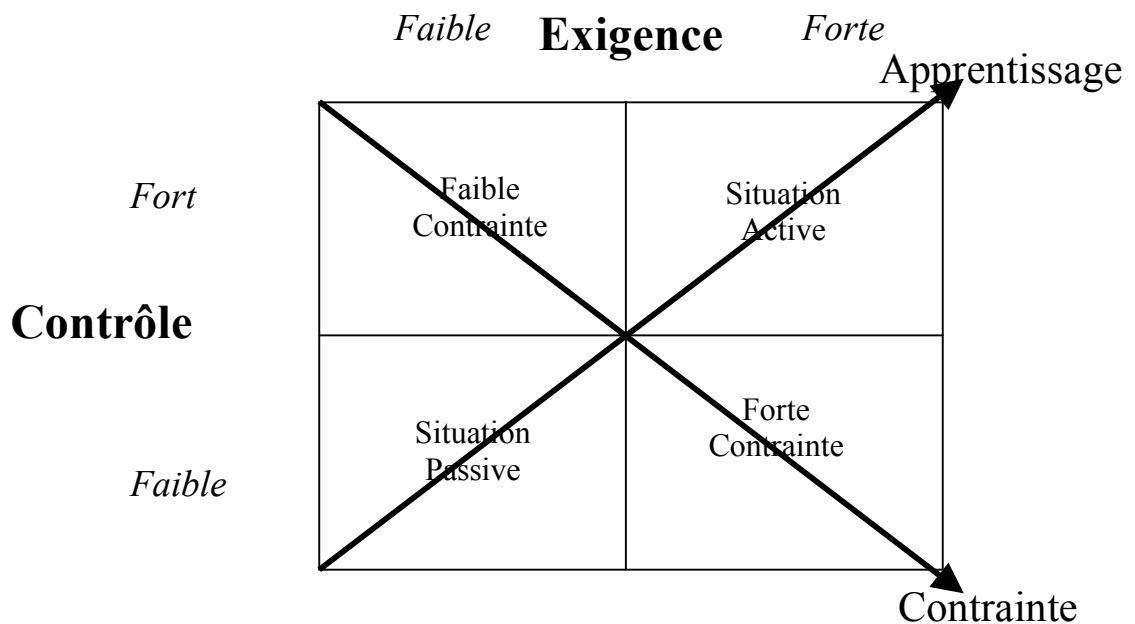 Faible Exigence Forte
Apprentissage
Fort
Faible
Contrainte
Situation
Active
Contrôle
Faible
Situation
Passive
Forte
Contrainte
Contrainte